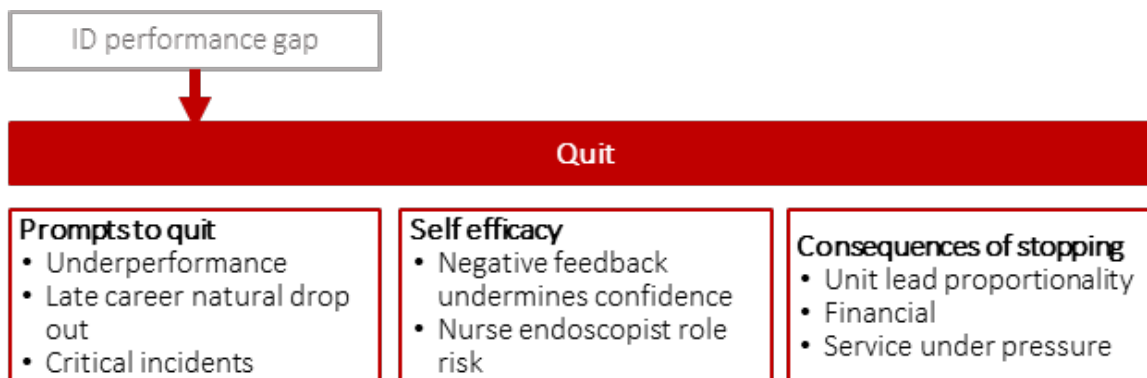 ID performance gap
Quit
Prompts to quit
• Underperformance
• Late career natural drop
out
• Critical incidents
Self efficacy
• Negative feedback
undermines confidence
• Nurse endoscopist role
risk
Consequences of stopping
• Unit lead proportionality
• Financial
• Service under pressure